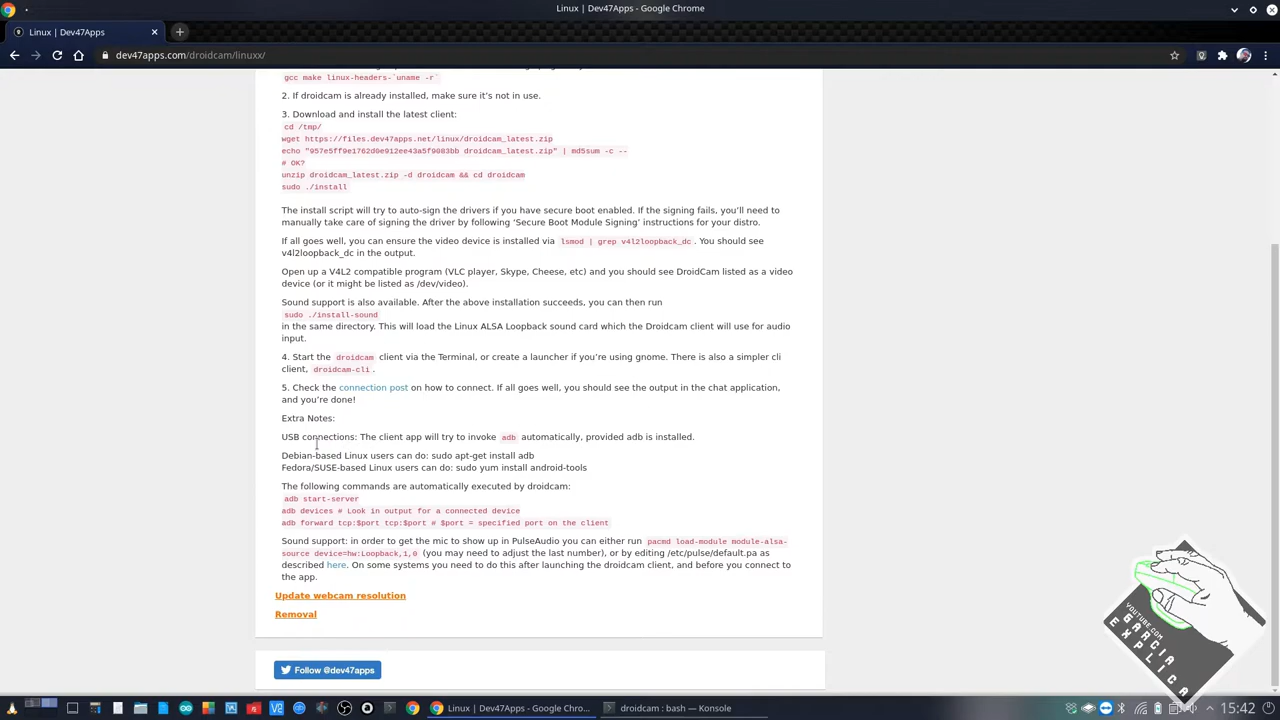 Linux | Dev47Apps - Google Chrome
Linux | Dev47Apps
dev47apps.com/droidcam/linuxx/
gcc make linux-headers-`uname -r`
2. If droidcam is already installed, make sure it's not in use.
3. Download and install the latest client:
cd /tmp/
wget https://files.dev47apps.net/linux/droidcam_latest.zip
echo "957e5ff9e1762d0e912ee43a5f9083bb droidcam_latest.zip" | md5sum -c --
# OK?
unzip droidcam_latest.zip -d droidcam && cd droidcam
sudo ./install
The install script will try to auto-sign the drivers if you have secure boot enabled. If the signing fails, you'll need to
manually take care of signing the driver by following 'Secure Boot Module Signing' instructions for your distro.
If all goes well, you can ensure the video device is installed via lsmod | grep v4l2loopback_dc. You should see
v4l2loopback_dc in the output.
Open up a V4L2 compatible program (VLC player, Skype, Cheese, etc) and you should see DroidCam listed as a video
device (or it might be listed as /dev/video).
Sound support is also available. After the above installation succeeds, you can then run
sudo ./install-sound
in the same directory. This will load the Linux ALSA Loopback sound card which the Droidcam client will use for audio
input.
4. Start the droidcam client via the Terminal, or create a launcher if you're using gnome. There is also a simpler cli
client, droidcam-cli.
5. Check the connection post on how to connect. If all goes well, you should see the output in the chat application,
and you're done!
Extra Notes:
USB connections: The client app will try to invoke adb automatically, provided adb is installed.
Debian-based Linux users can do: sudo apt-get install adb
Fedora/SUSE-based Linux users can do: sudo yum install android-tools
The following commands are automatically executed by droidcam:
adb start-server
adb devices # Look in output for a connected device
adb forward tcp:$port tcp:$port # $port = specified port on the client
Sound support: in order to get the mic to show up in PulseAudio you can either run pacmd load-module module-alsa-
source device=hw:Loopback,1,0 (you may need to adjust the last number), or by editing /etc/pulse/default.pa as
described here. On some systems you need to do this after launching the droidcam client, and before you connect to
the app.
Update webcam resolution
Removal
Follow @dev47apps
YOUTUBE.COM/
GARCIA
EXPLICA
Linux | Dev47Apps - Google Chro...
droidcam : bash — Konsole
15:42